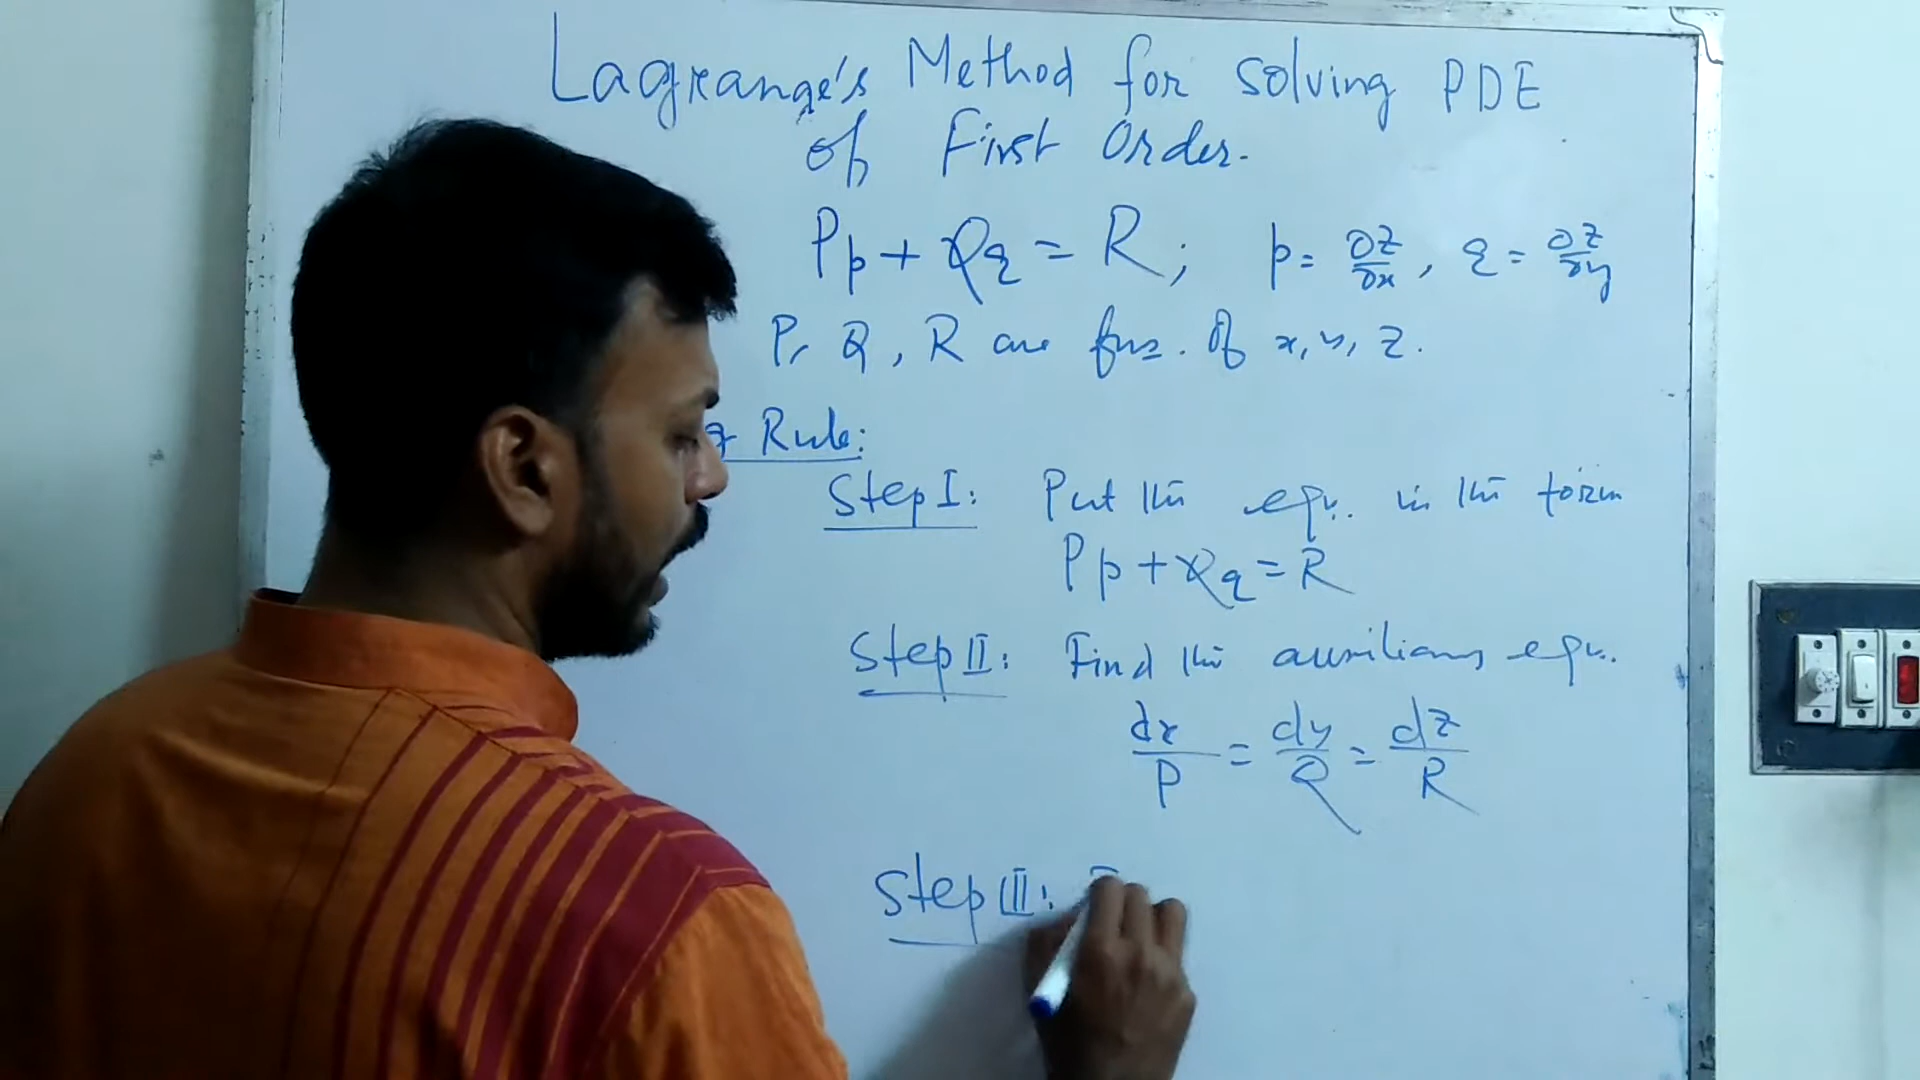 Lagrange's Method for solving PDE
of First Order.
Pp + Qq = R; p = ∂z/∂x, q = ∂z/∂y
P, Q, R are fns. of x, y, z.
g Rule:
Step I: Put the eqn. in the form
Pp + Qq = R
Step II: Find the auxiliary eqn.
dx/P = dy/Q = dz/R
Step III: